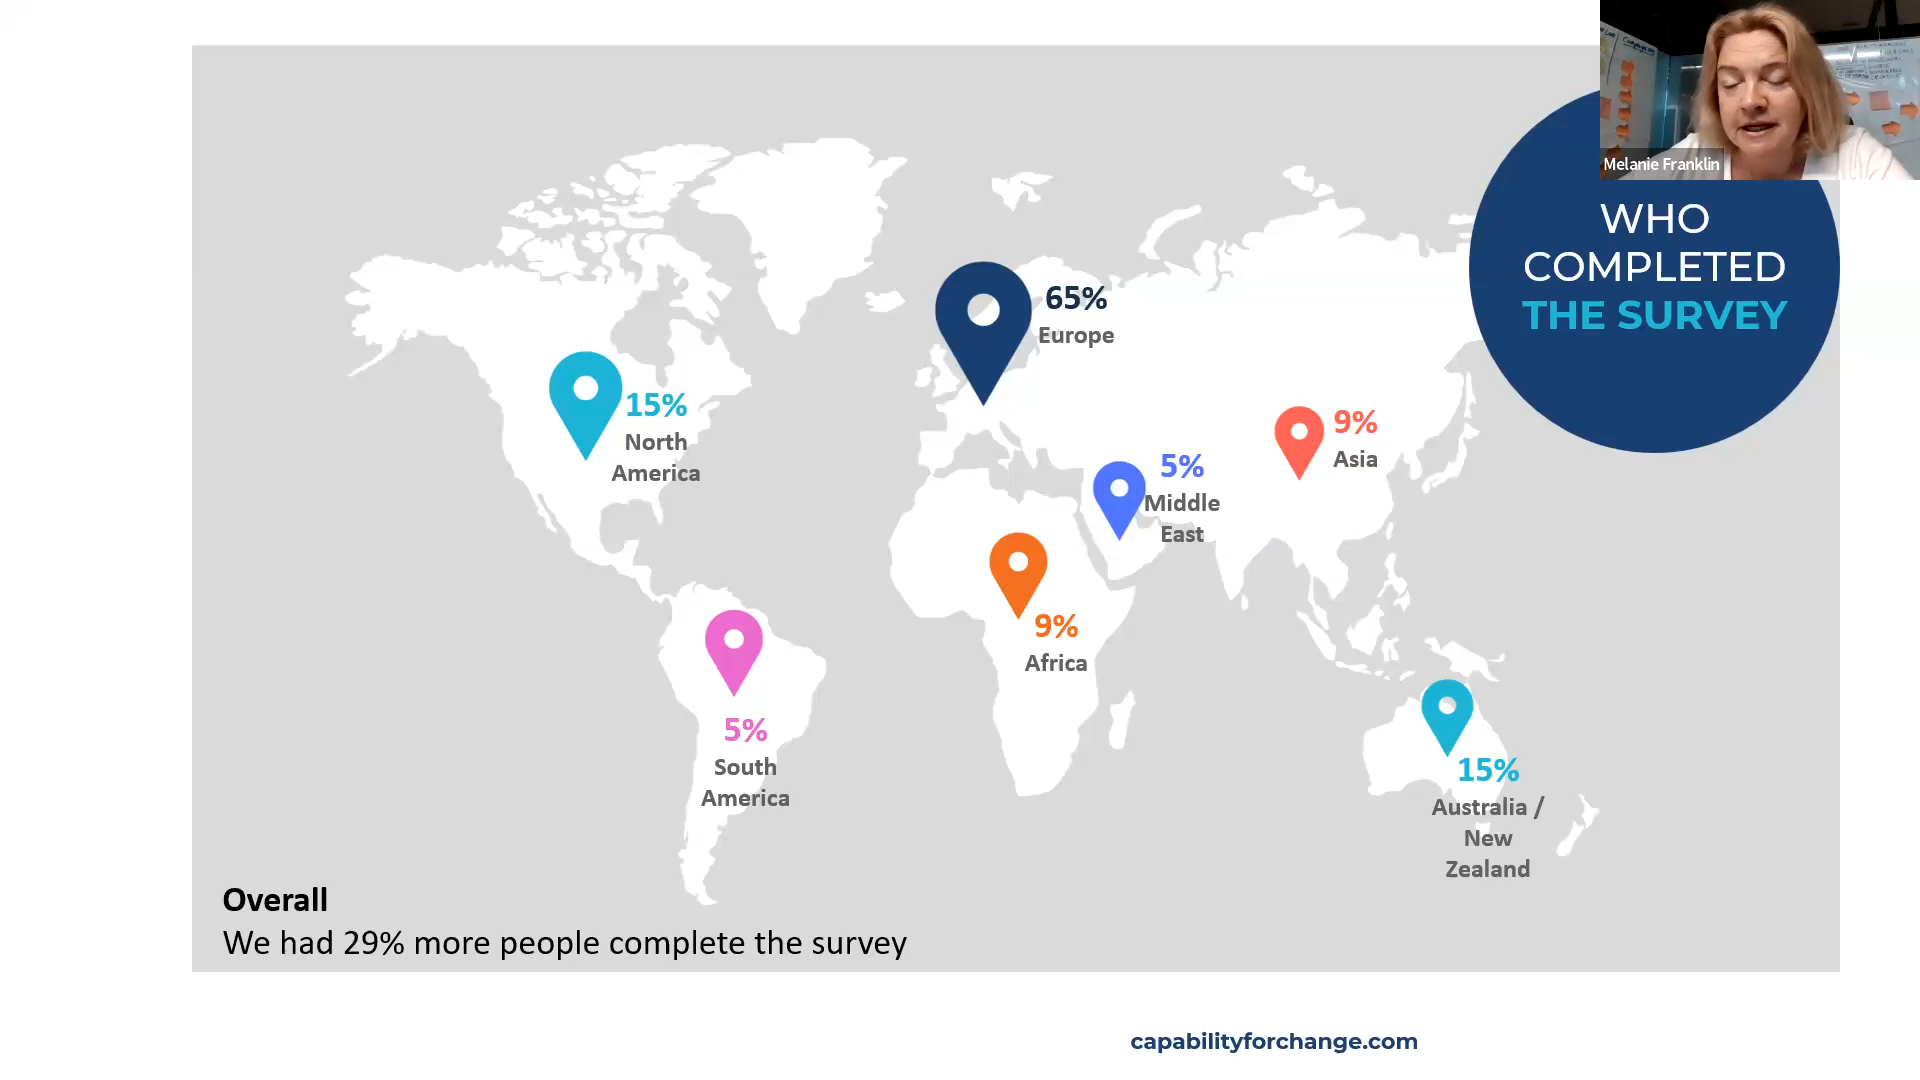 Melanie Franklin
WHO
COMPLETED
THE SURVEY
65%
Europe
15%
North
America
9%
Asia
5%
Middle
East
9%
Africa
5%
South
America
15%
Australia /
New
Zealand
Overall
We had 29% more people complete the survey
capabilityforchange.com